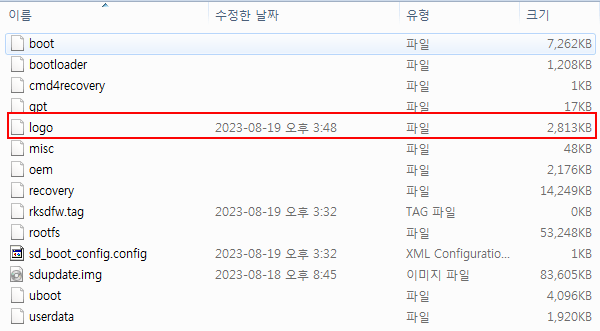 이름 수정한 날짜 유형 크기
boot 파일 7,262KB
bootloader 파일 1,208KB
cmd4recovery 파일 1KB
gpt 파일 17KB
logo 2023-08-19 오후 3:48 파일 2,813KB
misc 파일 48KB
oem 파일 2,176KB
recovery 파일 14,249KB
rksdfw.tag 2023-08-19 오후 3:32 TAG 파일 0KB
rootfs 파일 53,248KB
sd_boot_config.config 2023-08-19 오후 3:32 XML Configuratio... 1KB
sdupdate.img 2023-08-18 오후 8:45 이미지 파일 83,605KB
uboot 파일 4,096KB
userdata 파일 1,920KB